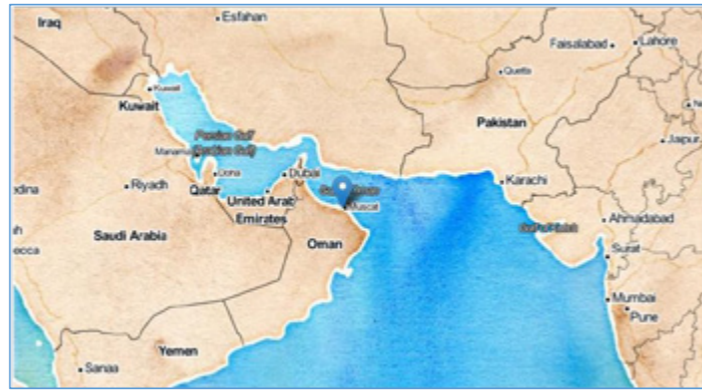 Iraq
Esfahan
Faisalabad
Lahore
Kuwait
Queta
Kuwait
Persian Gulf
(Arabian Gulf)
Pakistan
Jaipur
Manama
Doha
Dubai
Karachi
Riyadh
Qatar
United Arab
Emirates
Muscat
Ahmadabad
Saudi Arabia
Oman
Surat
Mumbai
Pune
Yemen
Sanaa